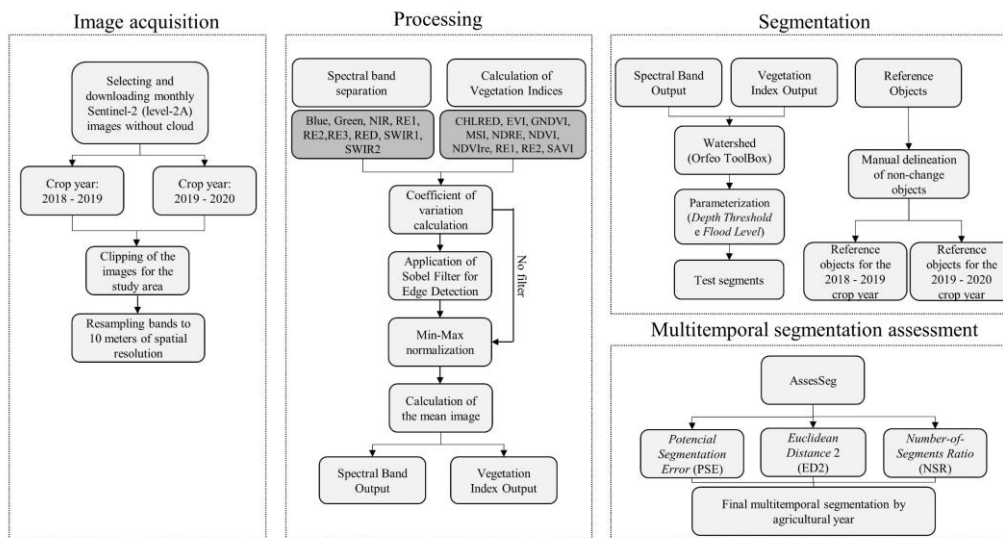 Image acquisition
Selecting and
downloading monthly
Sentinel-2 (level-2A)
images without cloud
Crop year:
2018 - 2019
Crop year:
2019 - 2020
Clipping of the
images for the
study area
Resampling bands to
10 meters of spatial
resolution
Processing
Spectral band
separation
Calculation of
Vegetation Indices
Blue, Green, NIR, RE1,
RE2,RE3, RED, SWIR1,
SWIR2
CHLRED, EVI, GNDVI,
MSI, NDRE, NDVI,
NDVIre, RE1, RE2, SAVI
Coefficient of
variation
calculation
No filter
Application of
Sobel Filter for
Edge Detection
Min-Max
normalization
Calculation of
the mean image
Spectral Band
Output
Vegetation
Index Output
Segmentation
Spectral Band
Output
Vegetation
Index Output
Reference
Objects
Watershed
(Orfeo ToolBox)
Parameterization
(Depth Threshold
e Flood Level)
Test segments
Manual delineation
of non-change
objects
Reference
objects for the
2018 - 2019
crop year
Reference
objects for the
2019 - 2020
crop year
Multitemporal segmentation assessment
AssesSeg
Potencial
Segmentation
Error (PSE)
Euclidean
Distance 2
(ED2)
Number-of-
Segments Ratio
(NSR)
Final multitemporal segmentation by
agricultural year